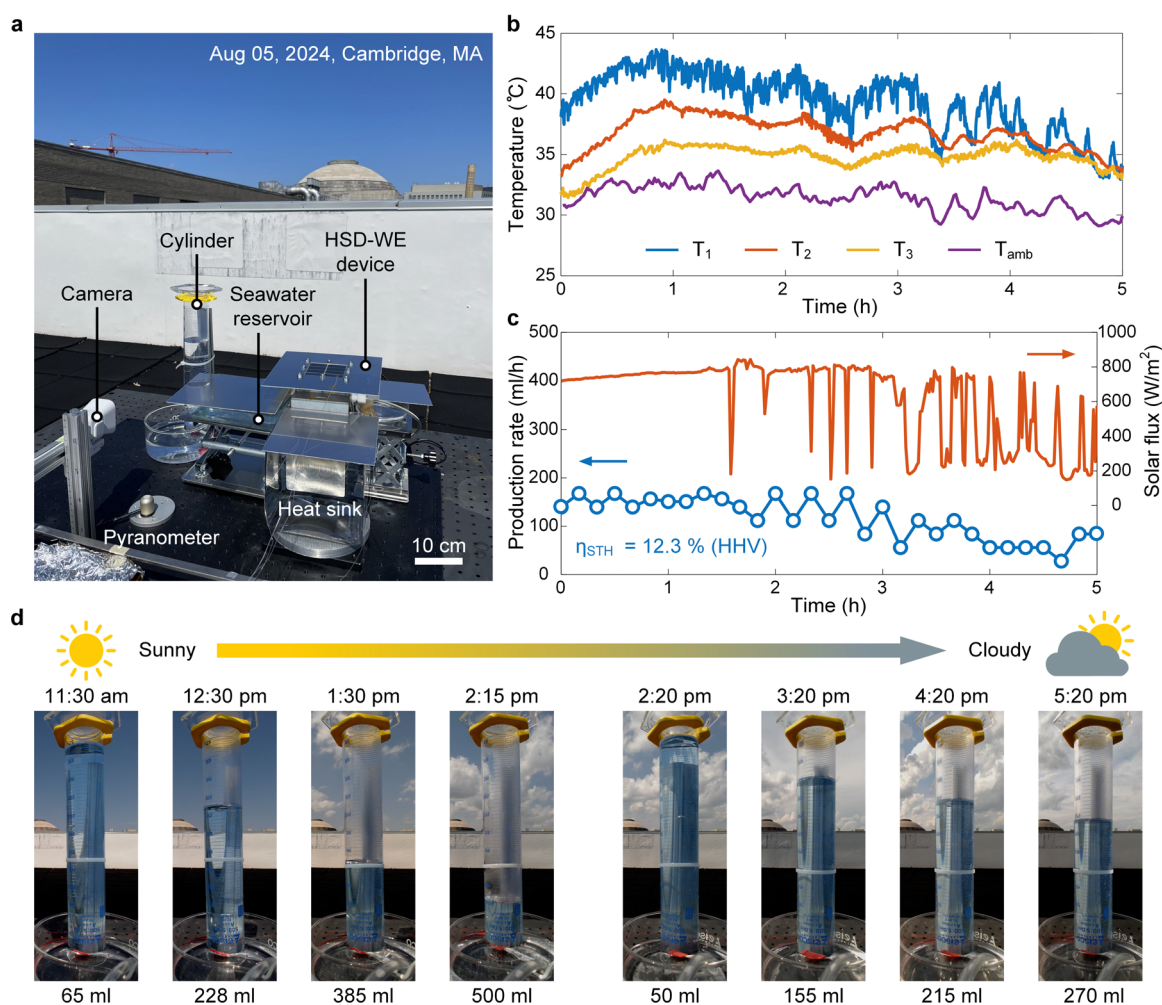 a
Aug 05, 2024, Cambridge, MA
Cylinder
HSD-WE
device
Camera
Seawater
reservoir
Heat sink
Pyranometer
10 cm
b
45
40
35
30
25
Temperature (℃)
T1
T2
T3
Tamb
0
1
2
3
4
5
Time (h)
c
500
400
300
200
100
0
Production rate (ml/h)
1000
800
600
400
200
0
Solar flux (W/m²)
ηSTH = 12.3 % (HHV)
0
1
2
3
4
5
Time (h)
d
Sunny
Cloudy
11:30 am
12:30 pm
1:30 pm
2:15 pm
2:20 pm
3:20 pm
4:20 pm
5:20 pm
65 ml
228 ml
385 ml
500 ml
50 ml
155 ml
215 ml
270 ml